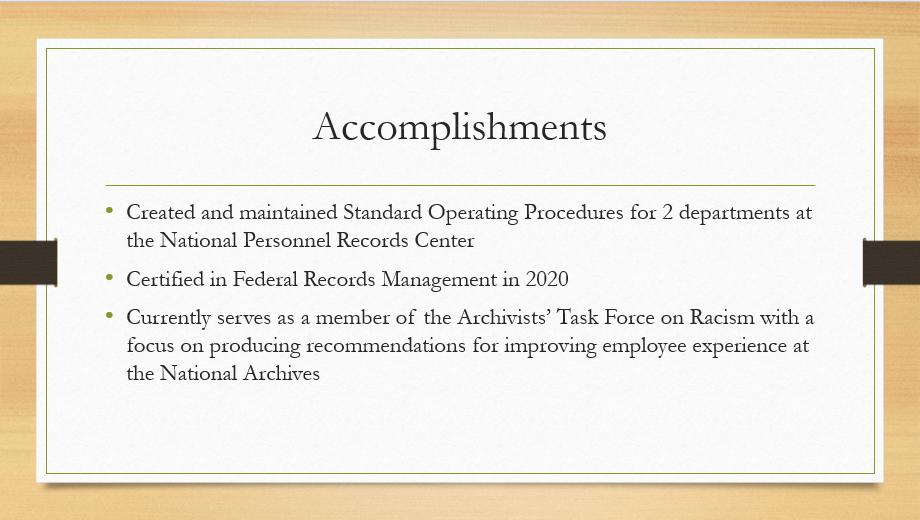 Accomplishments
• Created and maintained Standard Operating Procedures for 2 departments at
the National Personnel Records Center
• Certified in Federal Records Management in 2020
• Currently serves as a member of the Archivists’ Task Force on Racism with a
focus on producing recommendations for improving employee experience at
the National Archives